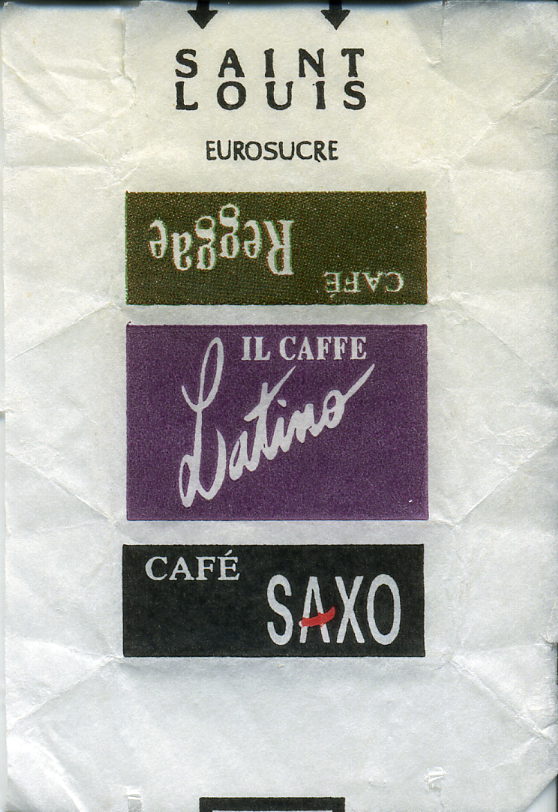 SAINT
LOUIS
EUROSUCRE
CAFÉ
Reggae
IL CAFFE
Latino
CAFÉ
SAXO